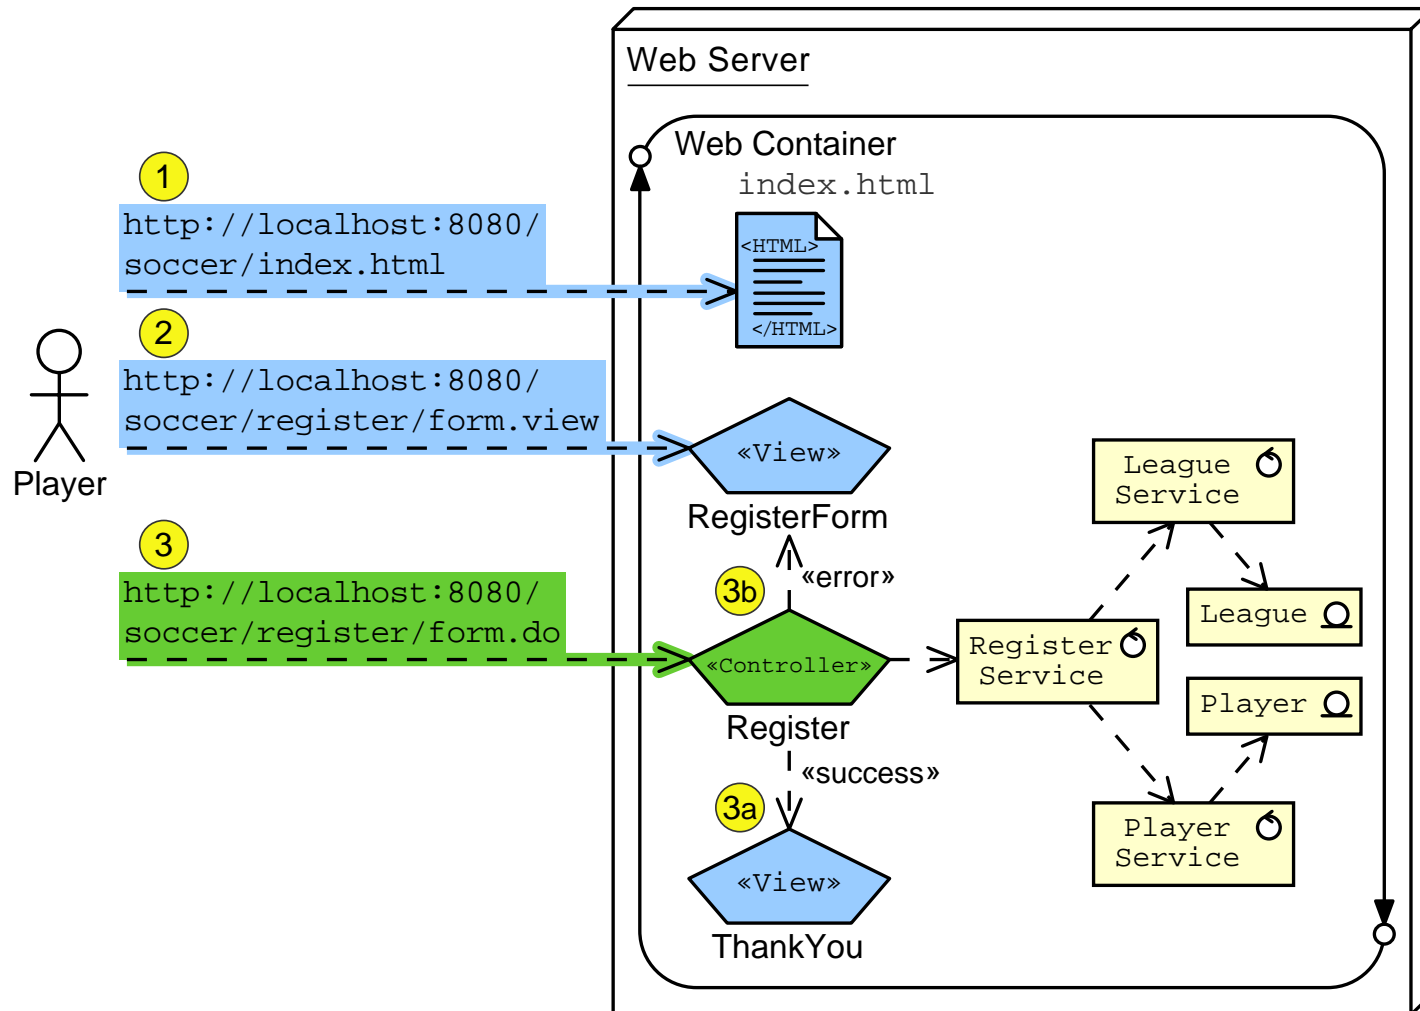 Web Server
Web Container
index.html
<HTML>
</HTML>
1
http://localhost:8080/
soccer/index.html
2
http://localhost:8080/
soccer/register/form.view
Player
«View»
RegisterForm
3
http://localhost:8080/
soccer/register/form.do
3b
«error»
«Controller»
Register
«success»
3a
«View»
ThankYou
League
Service
League
Register
Service
Player
Player
Service